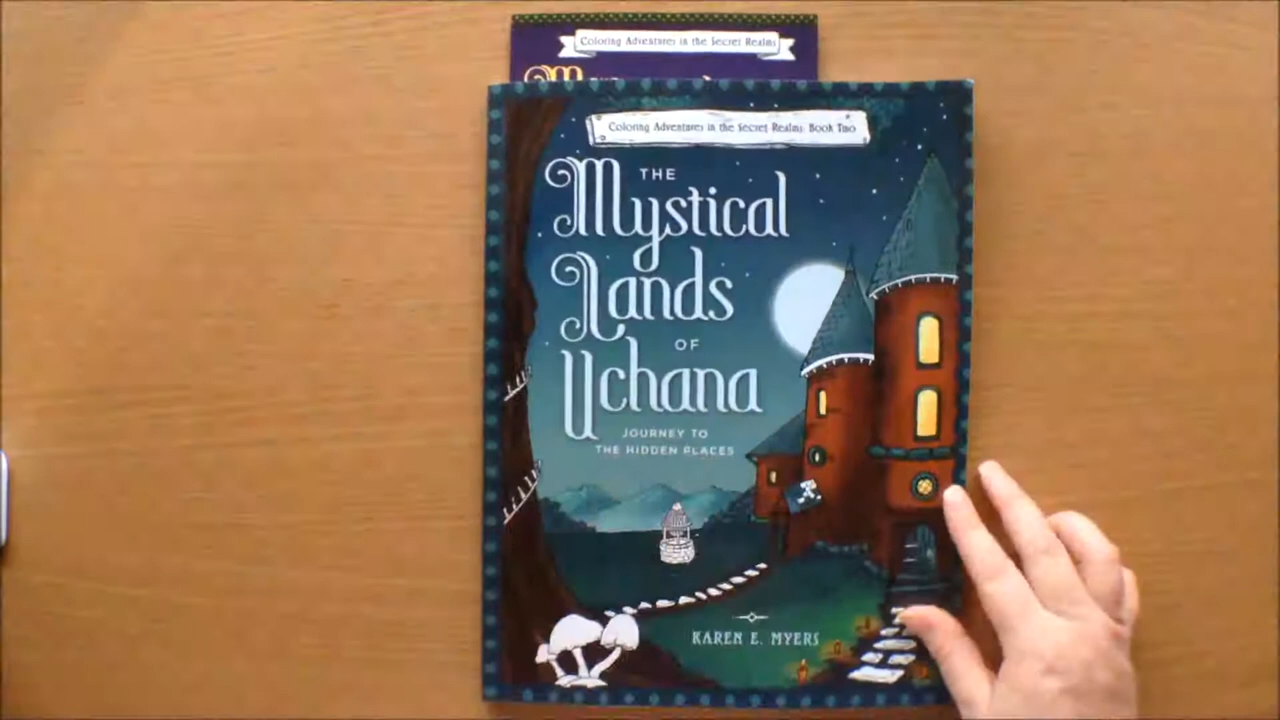 Coloring Adventures in the Secret Realms
Coloring Adventures in the Secret Realms: Book Two
THE
Mystical
Lands
OF
Uchana
JOURNEY TO
THE HIDDEN PLACES
KAREN E. MYERS